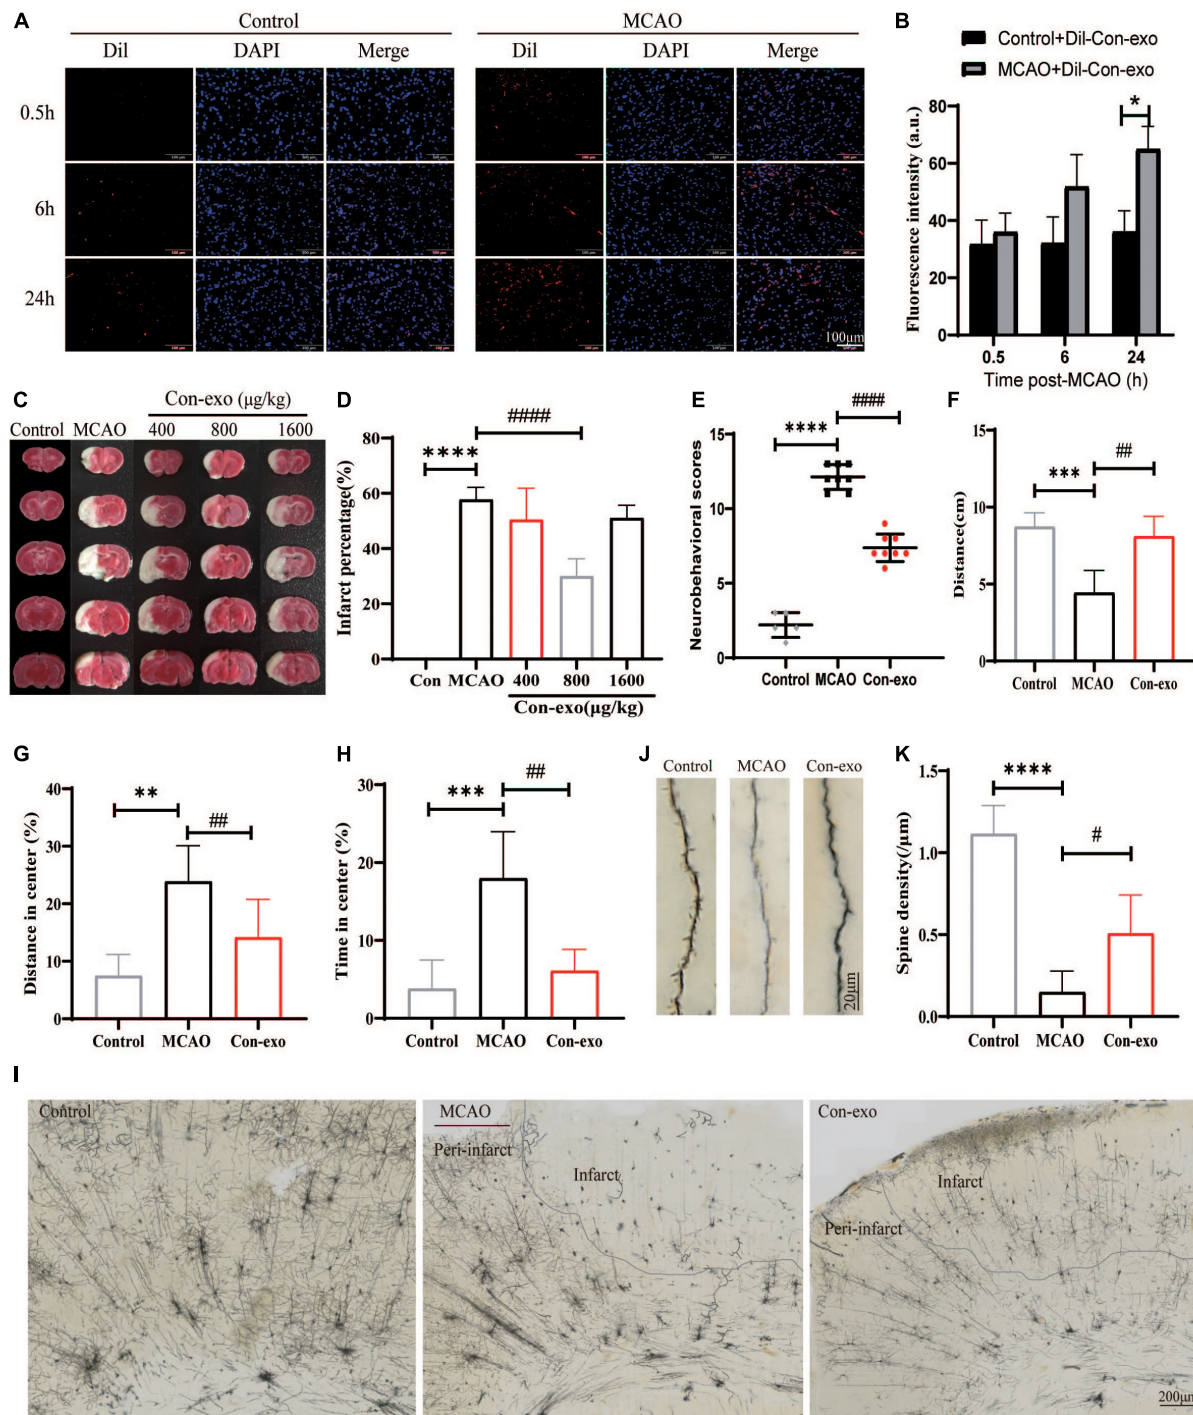 A
Control
MCAO
Dil DAPI Merge
Dil DAPI Merge
0.5h
6h
24h
100μm
B
Control+Dil-Con-exo
MCAO+Dil-Con-exo
Fluorescence intensity (a.u.)
80
60
40
20
0
*
0.5 6 24
Time post-MCAO (h)
C
Con-exo (μg/kg)
Control MCAO 400 800 1600
D
Infarct percentage(%)
80
60
40
20
0
****
####
Con MCAO 400 800 1600
Con-exo(μg/kg)
E
Neurobehavioral scores
15
10
5
0
****
####
Control MCAO Con-exo
F
Distance(cm)
15
10
5
0
***
##
Control MCAO Con-exo
G
Distance in center (%)
40
30
20
10
0
**
##
Control MCAO Con-exo
H
Time in center (%)
30
20
10
0
***
##
Control MCAO Con-exo
J
Control MCAO Con-exo
20μm
K
Spine density(/μm)
1.5
1.0
0.5
0.0
****
#
Control MCAO Con-exo
I
Control
MCAO
Peri-infarct
Infarct
Con-exo
Infarct
Peri-infarct
200μm